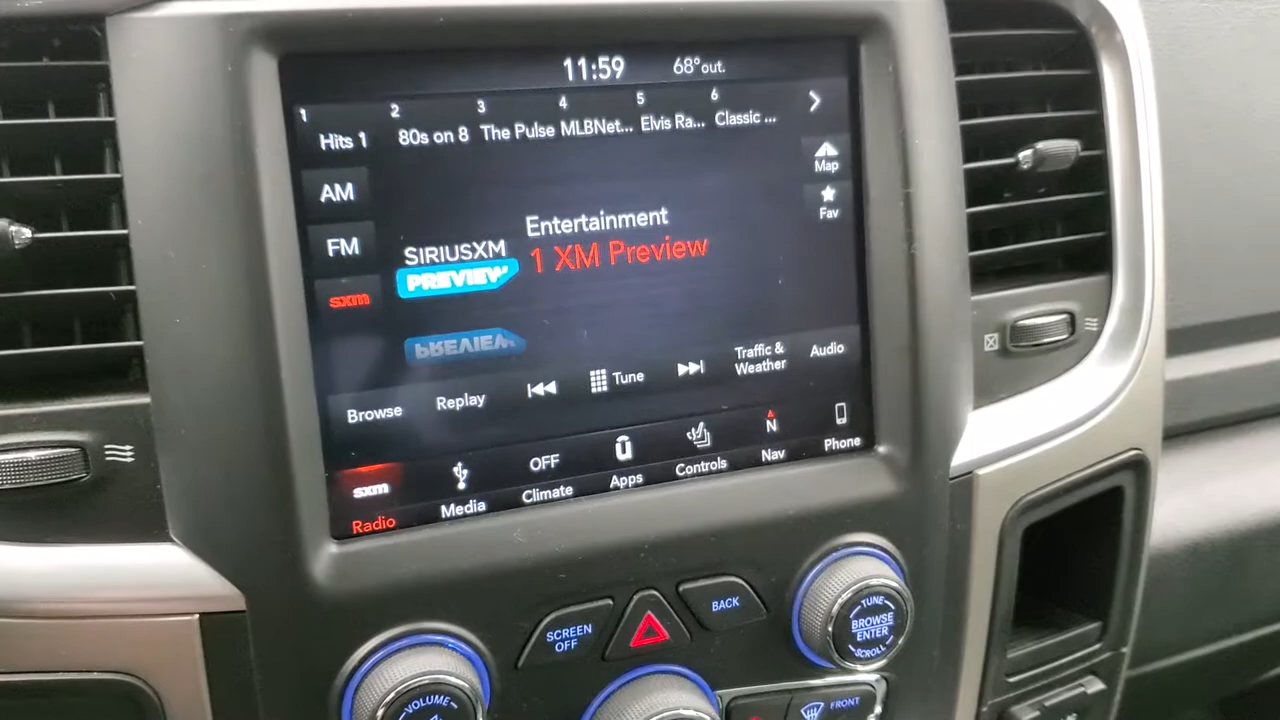 11:59 68° out.
1 2 3 4 5 6
Hits 1 80s on 8 The Pulse MLBNet... Elvis Ra... Classic ...
Map
AM
Fav
Entertainment
FM
SIRIUSXM
1 XM Preview
PREVIEW
sxm
PREVIEW
Browse Replay Tune Traffic &
Weather Audio
sxm OFF N
Radio Media Climate Apps Controls Nav Phone
SCREEN
OFF
BACK
TUNE
BROWSE
ENTER
SCROLL
VOLUME
FRONT